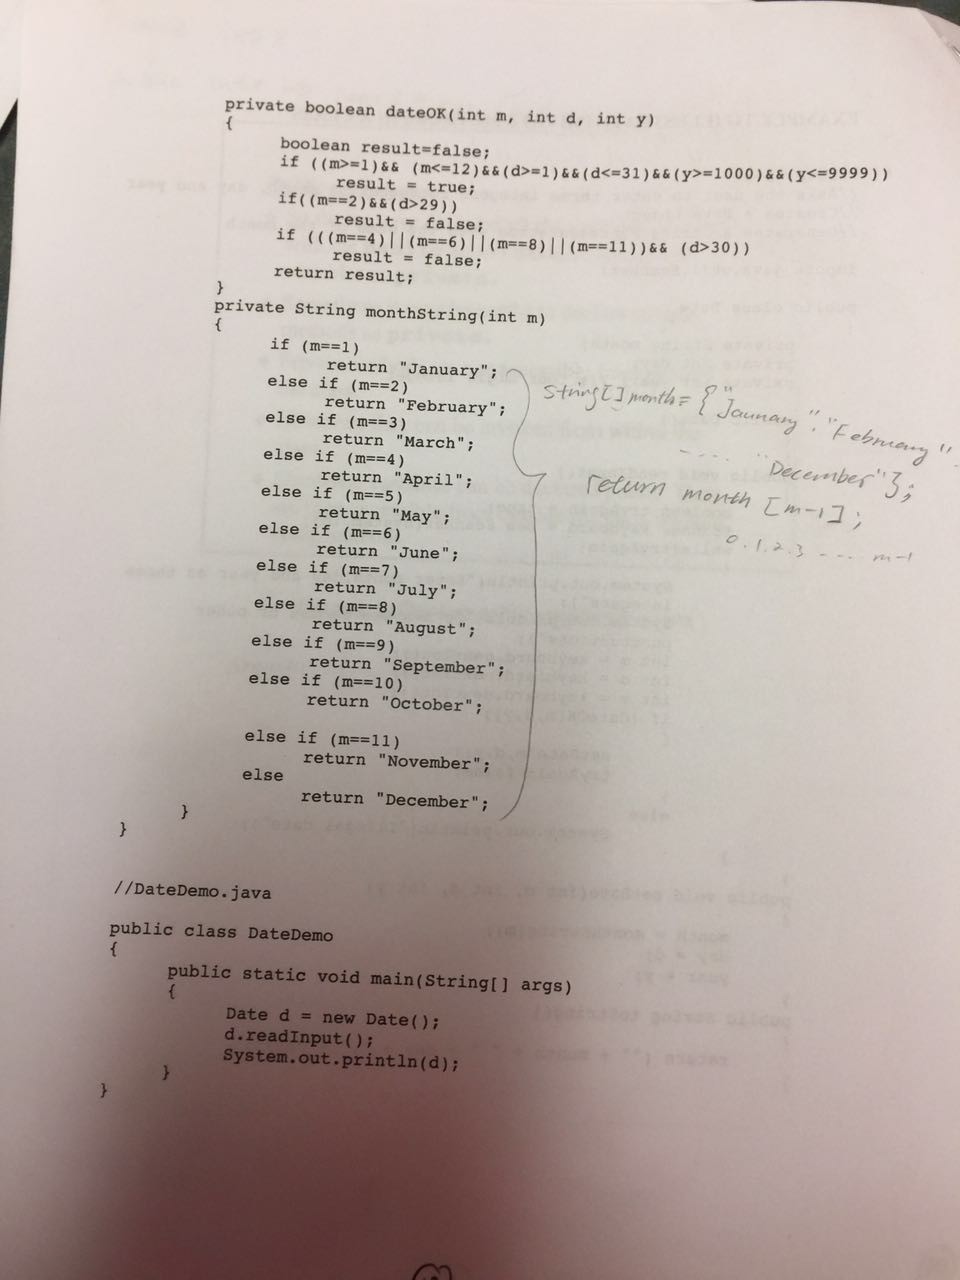 private boolean dateOK(int m, int d, int y)
{
boolean result=false;
if ((m>=1)&& (m<=12)&&(d>=1)&&(d<=31)&&(y>=1000)&&(y<=9999))
result = true;
if((m==2)&&(d>29))
result = false;
if (((m==4)||(m==6)||(m==8)||(m==11))&& (d>30))
result = false;
return result;
}
private String monthString(int m)
{
if (m==1)
return "January";
else if (m==2)
return "February";
else if (m==3)
return "March";
else if (m==4)
return "April";
else if (m==5)
return "May";
else if (m==6)
return "June";
else if (m==7)
return "July";
else if (m==8)
return "August";
else if (m==9)
return "September";
else if (m==10)
return "October";
else if (m==11)
return "November";
else
return "December";
}
}
String[] month = { "Jaunary", "February"
.... "December" };
return month [m-1];
0.1.2.3 ---- m-1
//DateDemo.java
public class DateDemo
{
public static void main(String[] args)
{
Date d = new Date();
d.readInput();
System.out.println(d);
}
}